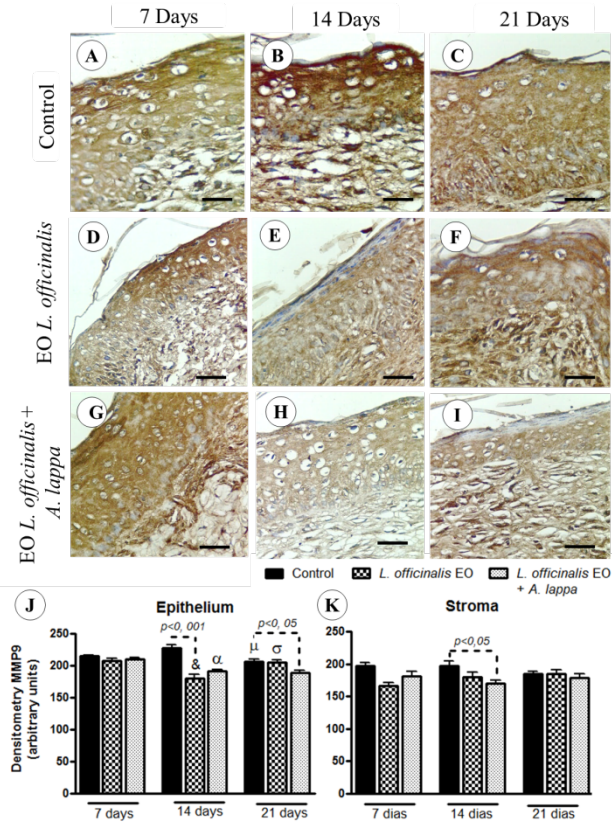 7 Days
14 Days
21 Days
Control
A
B
C
EO L. officinalis
D
E
F
EO L. officinalis +
A. lappa
G
H
I
Control
L. officinalis EO
L. officinalis EO
+ A. lappa
J
Epithelium
K
Stroma
Densitometry MMP9
(arbitrary units)
250
200
150
100
50
0
p<0, 001
&
α
p<0, 05
μ
σ
7 days
14 days
21 days
250
200
150
100
50
0
p<0,05
7 dias
14 dias
21 dias